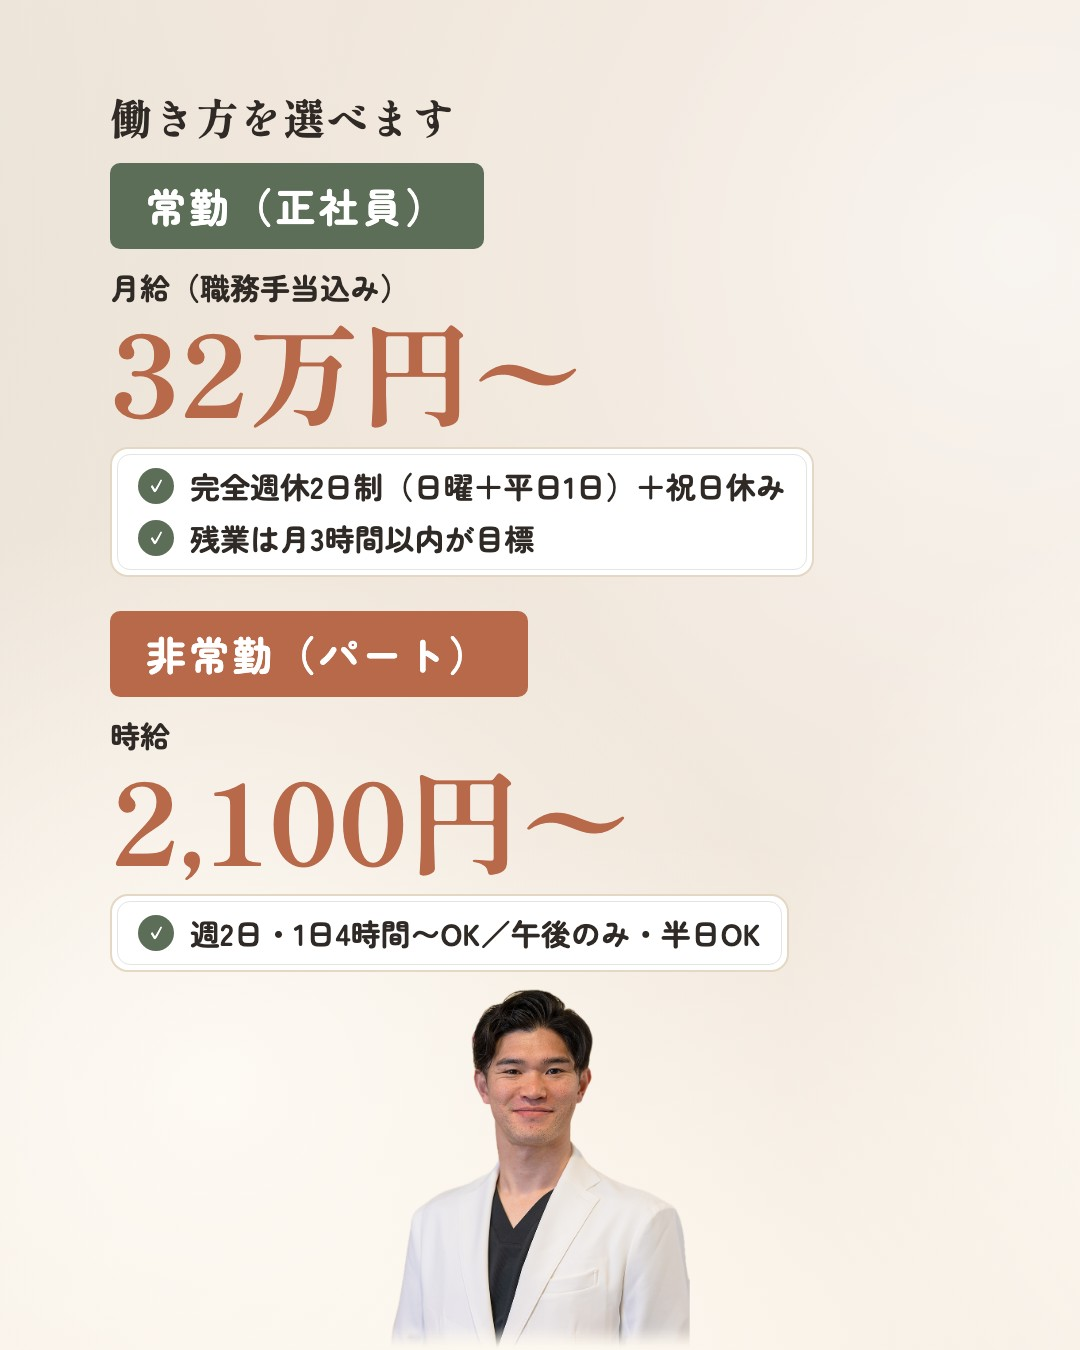 働き方を選べます
常勤（正社員）
月給（職務手当込み）
32万円〜
完全週休2日制（日曜＋平日1日）＋祝日休み
残業は月3時間以内が目標
非常勤（パート）
時給
2,100円〜
週2日・1日4時間〜OK／午後のみ・半日OK